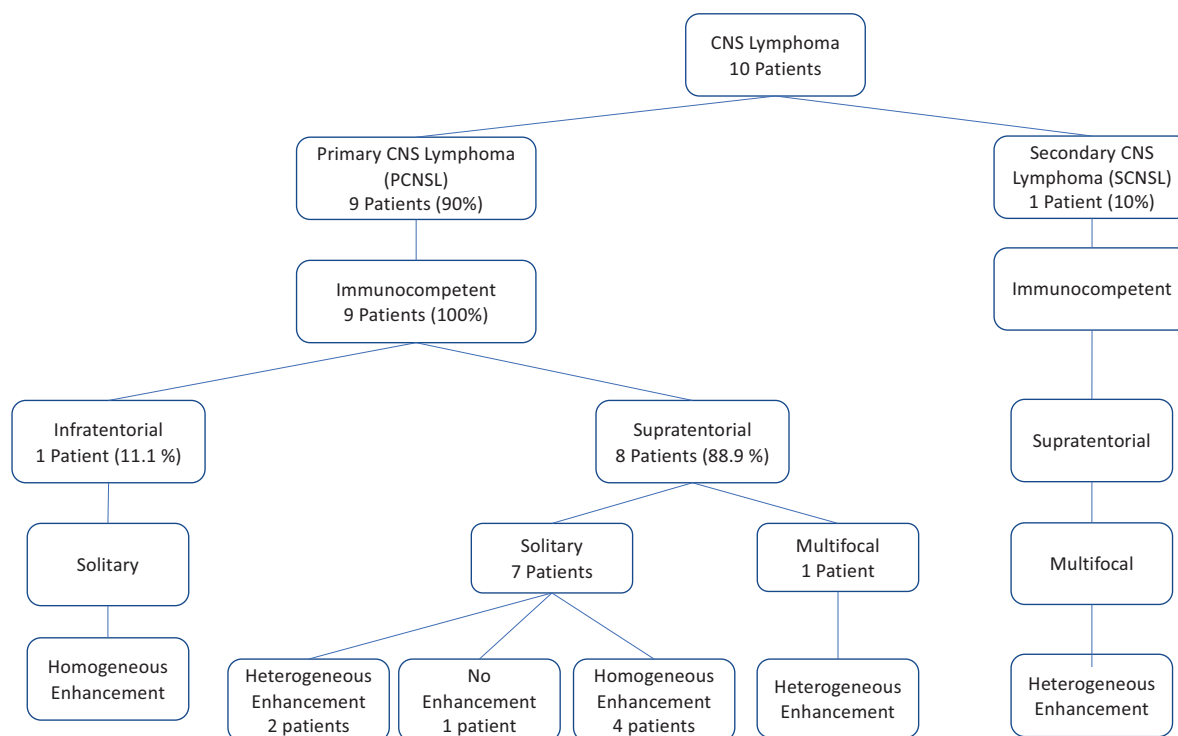 CNS Lymphoma
10 Patients
Primary CNS Lymphoma
(PCNSL)
9 Patients (90%)
Secondary CNS
Lymphoma (SCNSL)
1 Patient (10%)
Immunocompetent
9 Patients (100%)
Immunocompetent
Infratentorial
1 Patient (11.1 %)
Supratentorial
8 Patients (88.9 %)
Supratentorial
Solitary
Solitary
7 Patients
Multifocal
1 Patient
Multifocal
Homogeneous
Enhancement
Heterogeneous
Enhancement
2 patients
No
Enhancement
1 patient
Homogeneous
Enhancement
4 patients
Heterogeneous
Enhancement
Heterogeneous
Enhancement